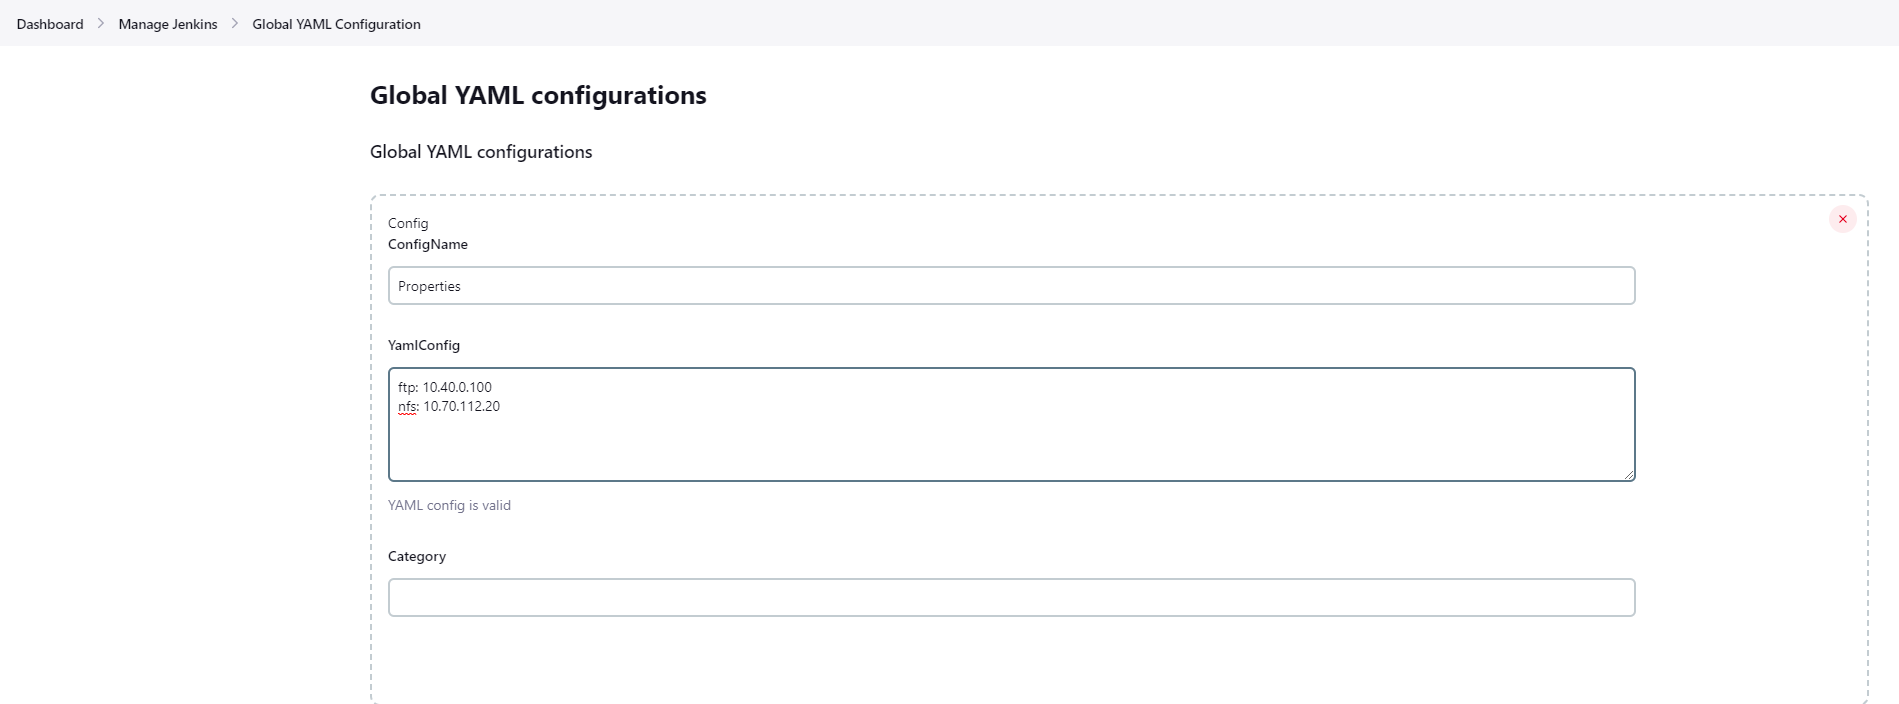 Dashboard > Manage Jenkins > Global YAML Configuration
Global YAML configurations
Global YAML configurations
Config
ConfigName
Properties
YamlConfig
ftp: 10.40.0.100
nfs: 10.70.112.20
YAML config is valid
Category